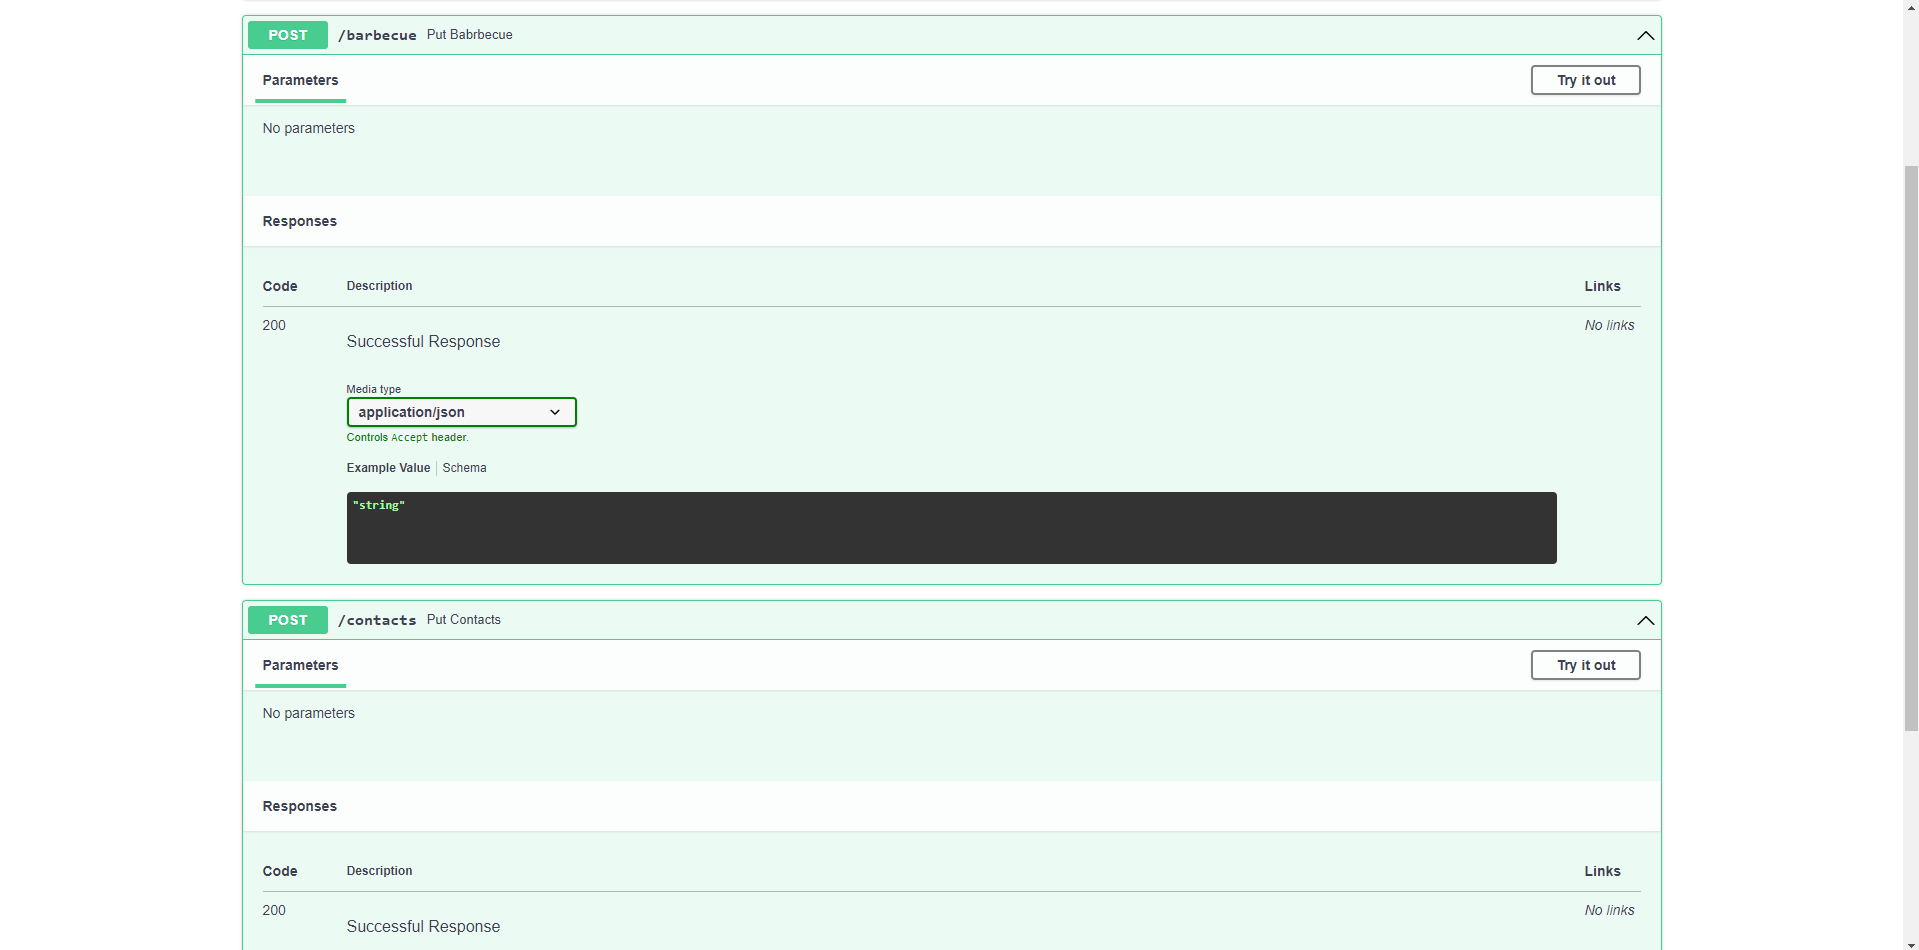 POST /barbecue Put Babrbecue
Parameters Try it out
No parameters
Responses
Code Description Links
200 No links
Successful Response
Media type
application/json
Controls Accept header.
Example Value Schema
"string"
POST /contacts Put Contacts
Parameters Try it out
No parameters
Responses
Code Description Links
200 No links
Successful Response